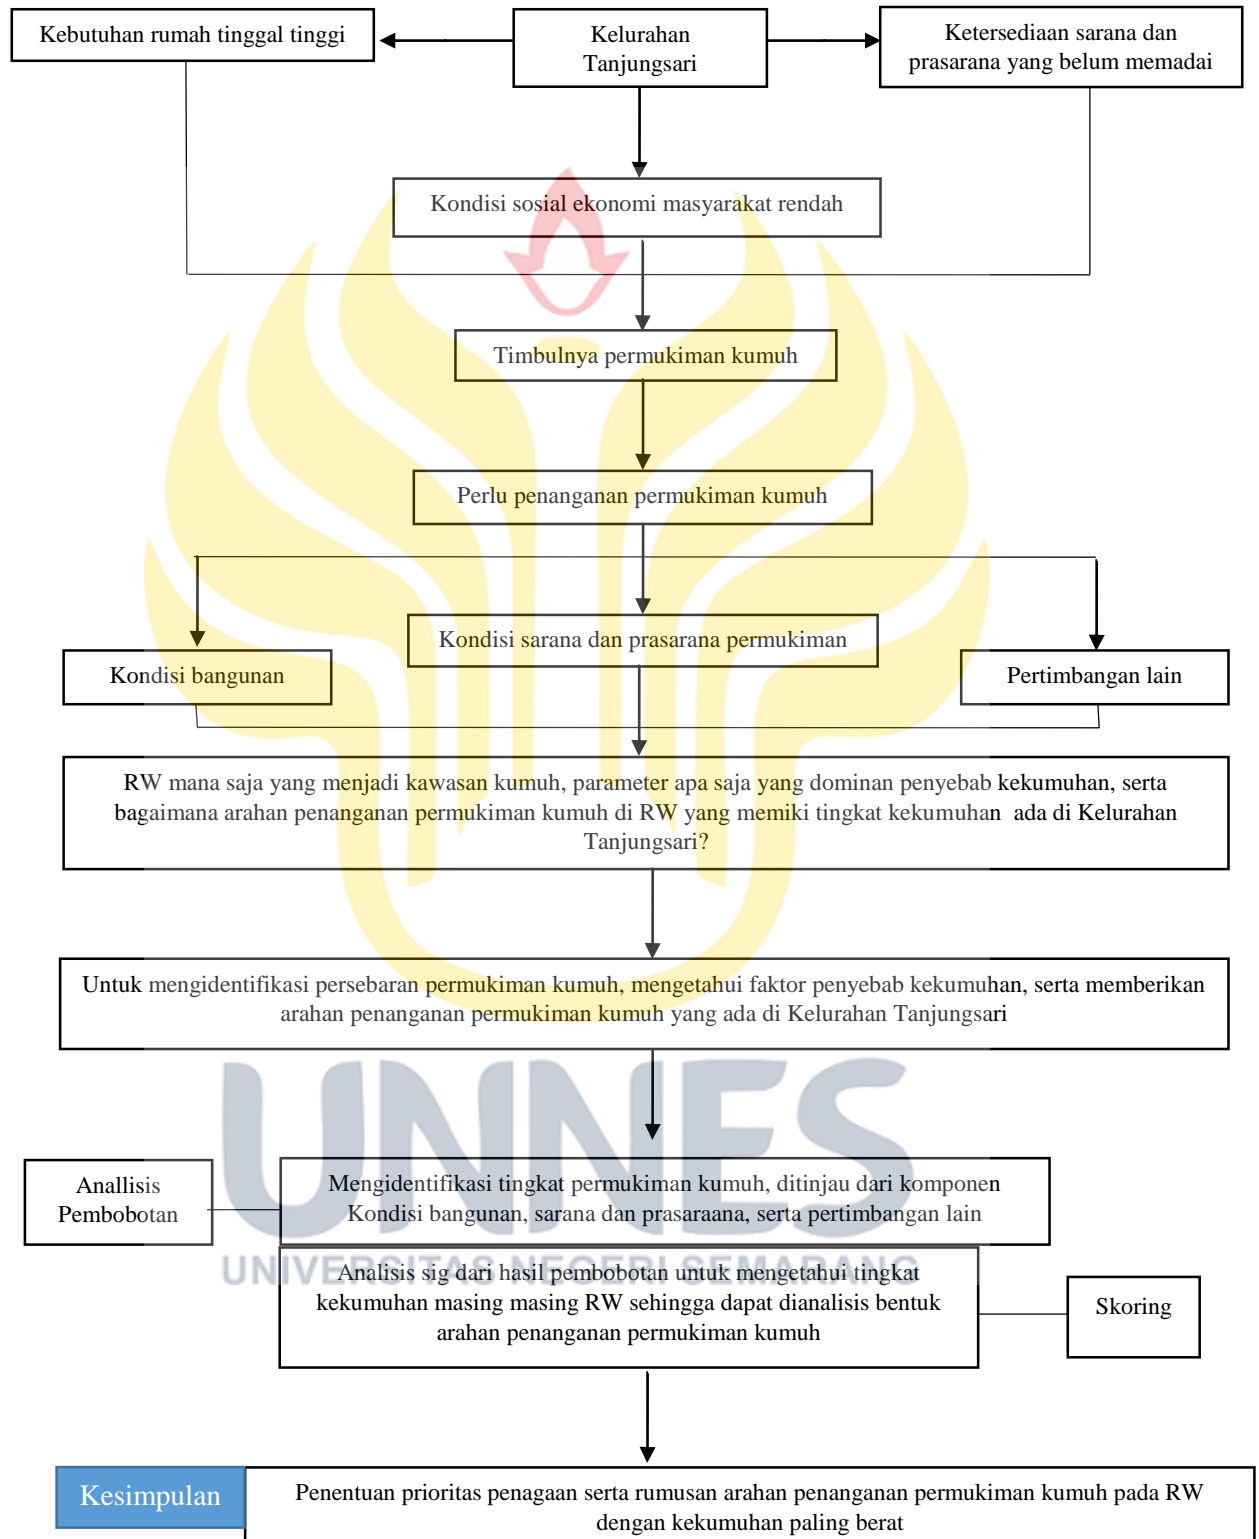 Kebutuhan rumah tinggal tinggi
Kelurahan
Tanjungsari
Ketersediaan sarana dan
prasarana yang belum memadai
Kondisi sosial ekonomi masyarakat rendah
Timbulnya permukiman kumuh
Perlu penanganan permukiman kumuh
Kondisi bangunan
Kondisi sarana dan prasarana permukiman
Pertimbangan lain
RW mana saja yang menjadi kawasan kumuh, parameter apa saja yang dominan penyebab kekumuhan, serta
bagaimana arahan penanganan permukiman kumuh di RW yang memiki tingkat kekumuhan ada di Kelurahan
Tanjungsari?
Untuk mengidentifikasi persebaran permukiman kumuh, mengetahui faktor penyebab kekumuhan, serta memberikan
arahan penanganan permukiman kumuh yang ada di Kelurahan Tanjungsari
UNNES
Anallisis
Pembobotan
Mengidentifikasi tingkat permukiman kumuh, ditinjau dari komponen
Kondisi bangunan, sarana dan prasaraana, serta pertimbangan lain
UNIVERSITAS NEGERI SEMARANG
Analisis sig dari hasil pembobotan untuk mengetahui tingkat
kekumuhan masing masing RW sehingga dapat dianalisis bentuk
arahan penanganan permukiman kumuh
Skoring
Kesimpulan
Penentuan prioritas penagaan serta rumusan arahan penanganan permukiman kumuh pada RW
dengan kekumuhan paling berat